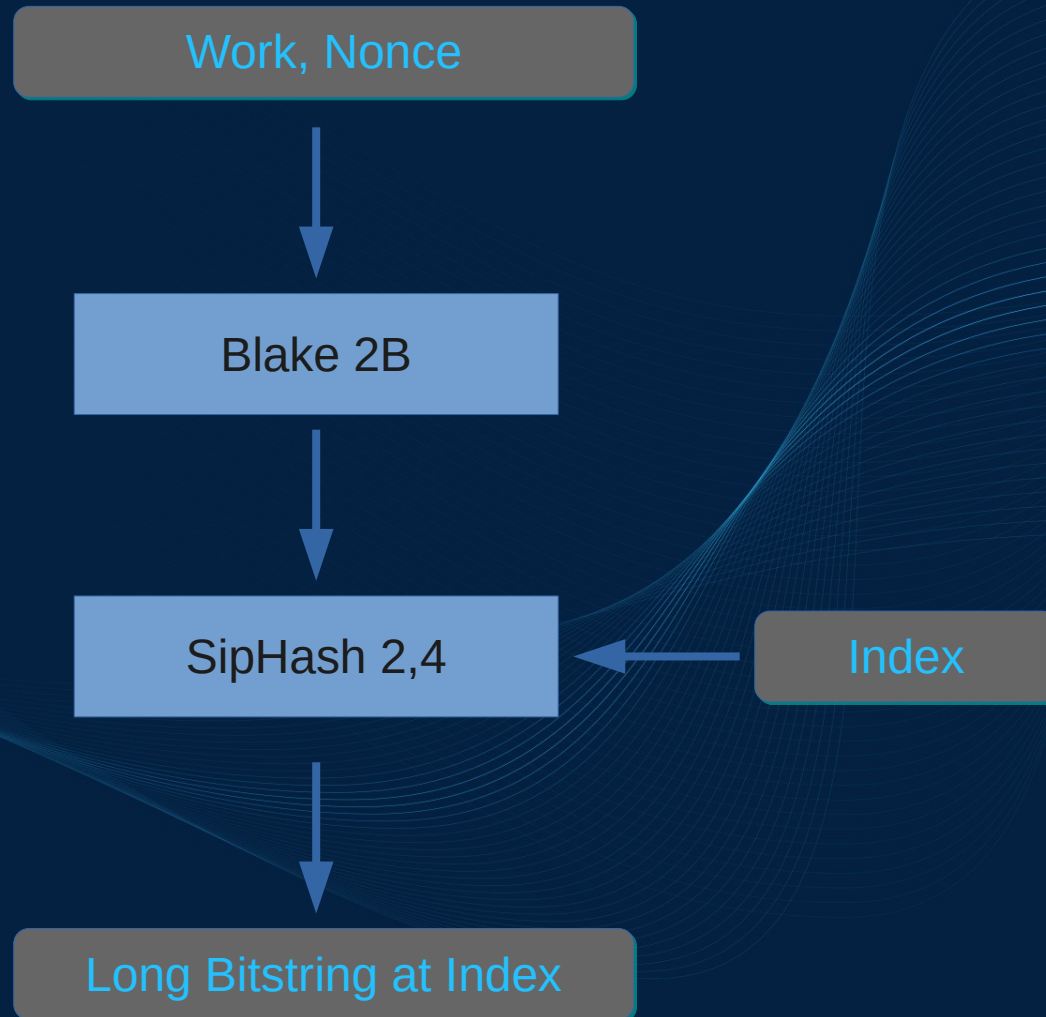 Work, Nonce
Blake 2B
SipHash 2,4
Index
Long Bitstring at Index